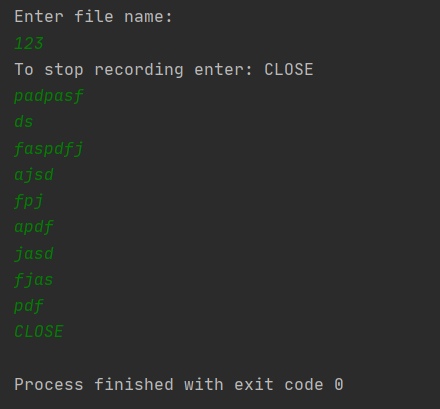 Enter file name:
123
To stop recording enter: CLOSE
padpasf
ds
faspdfj
ajsd
fpj
apdf
jasd
fjas
pdf
CLOSE
Process finished with exit code 0